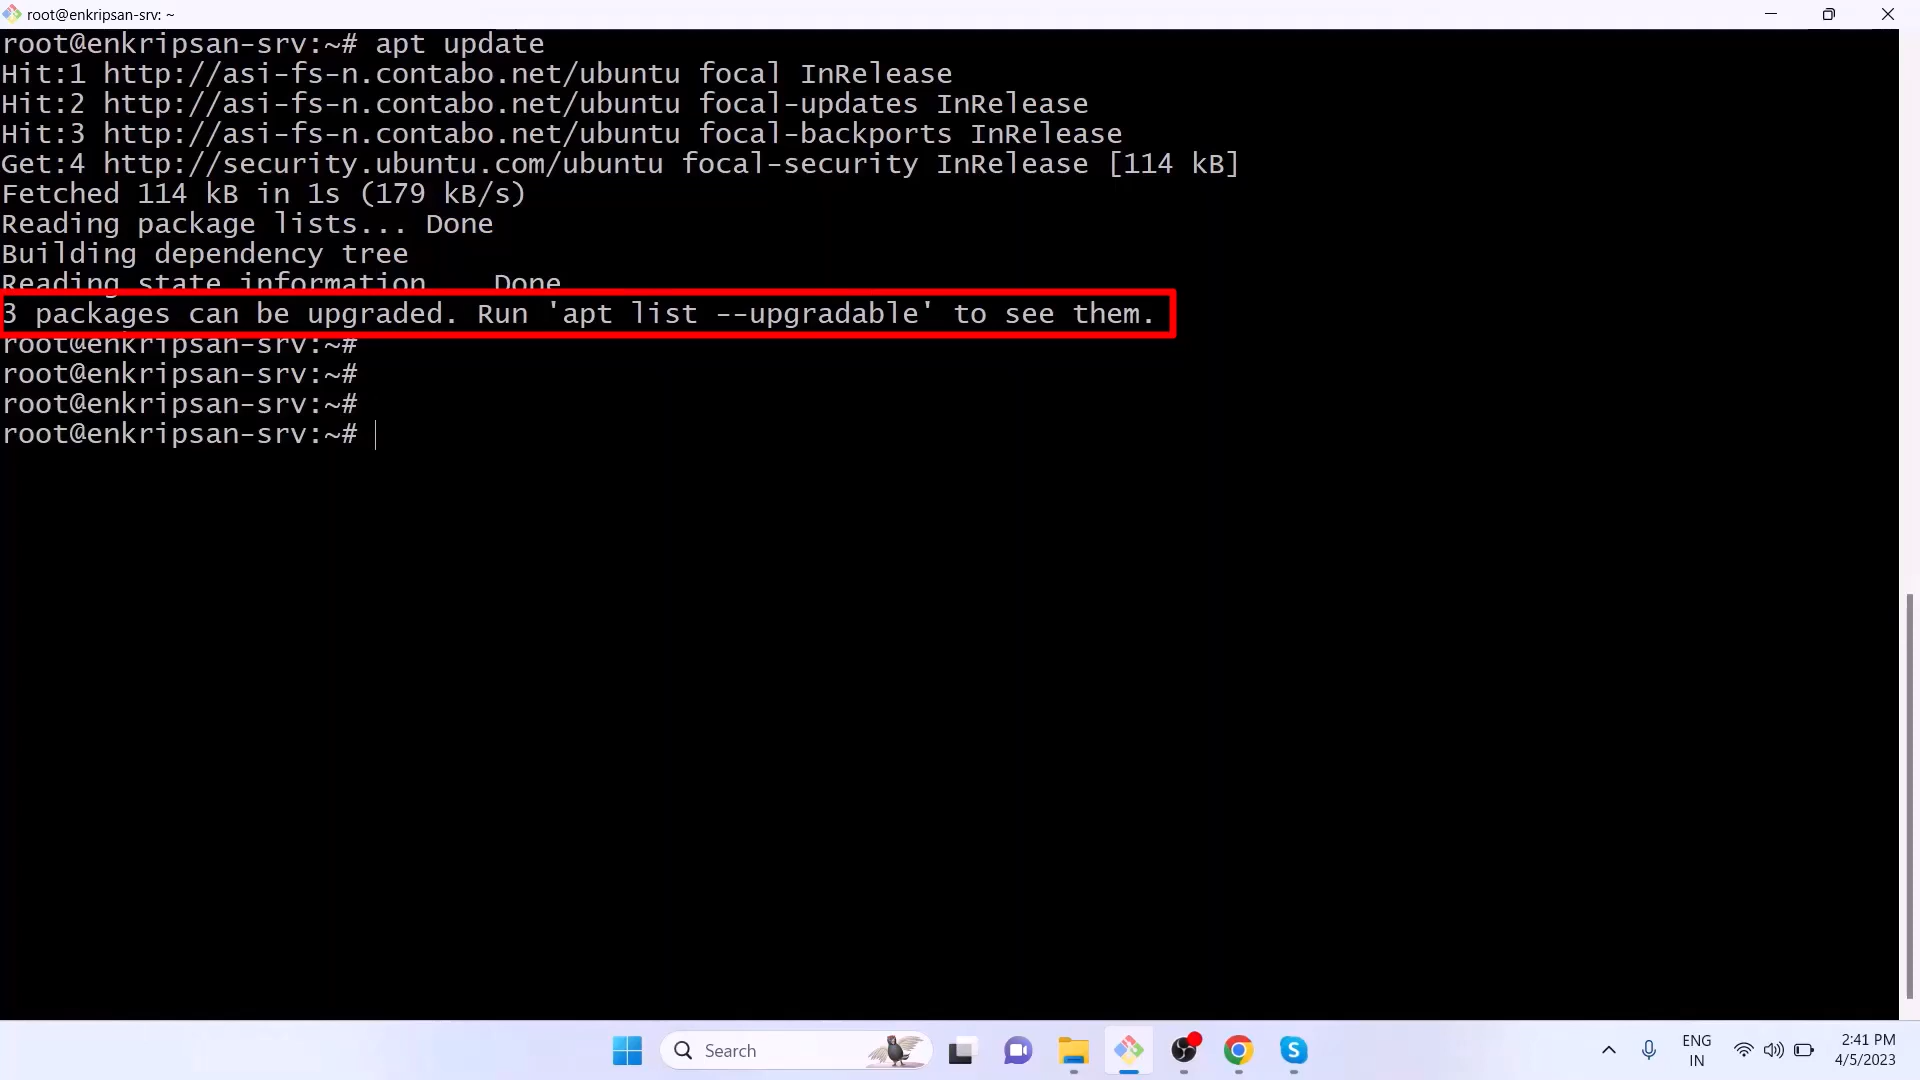 root@enkripsan-srv: ~
root@enkripsan-srv:~# apt update
Hit:1 http://asi-fs-n.contabo.net/ubuntu focal InRelease
Hit:2 http://asi-fs-n.contabo.net/ubuntu focal-updates InRelease
Hit:3 http://asi-fs-n.contabo.net/ubuntu focal-backports InRelease
Get:4 http://security.ubuntu.com/ubuntu focal-security InRelease [114 kB]
Fetched 114 kB in 1s (179 kB/s)
Reading package lists... Done
Building dependency tree
Reading state information... Done
3 packages can be upgraded. Run 'apt list --upgradable' to see them.
root@enkripsan-srv:~#
root@enkripsan-srv:~#
root@enkripsan-srv:~#
root@enkripsan-srv:~#
Search
ENG
IN
2:41 PM
4/5/2023